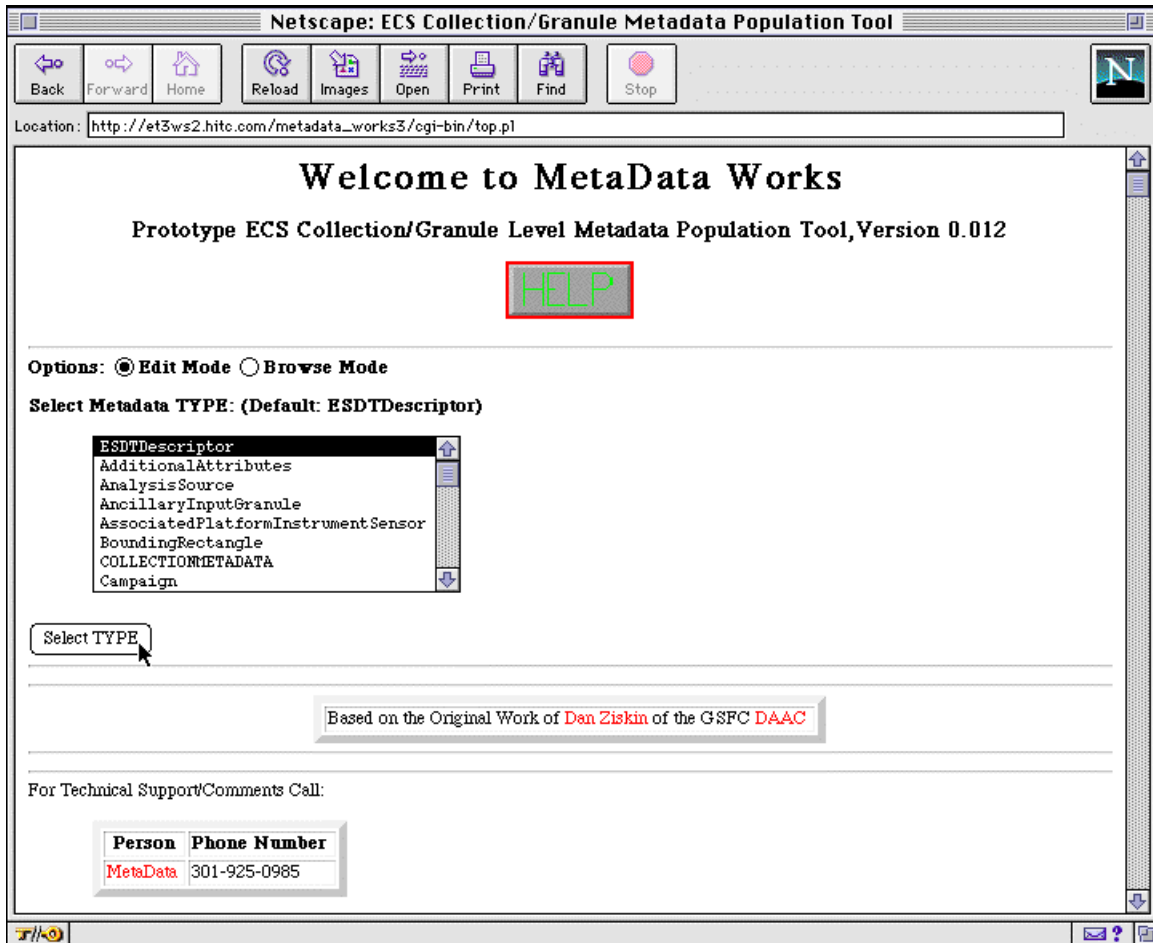 Netscape: ECS Collection/Granule Metadata Population Tool
Back Forward Home Reload Images Open Print Find Stop
N
Location: http://et3ws2.hitc.com/metadata_works3/cgi-bin/top.pl
Welcome to MetaData Works
Prototype ECS Collection/Granule Level Metadata Population Tool,Version 0.012
HELP
Options: Edit Mode Browse Mode
Select Metadata TYPE: (Default: ESDTDescriptor)
ESDTDescriptor
AdditionalAttributes
AnalysisSource
AncillaryInputGranule
AssociatedPlatformInstrumentSensor
BoundingRectangle
COLLECTIONMETADATA
Campaign
Select TYPE
Based on the Original Work of Dan Ziskin of the GSFC DAAC
For Technical Support/Comments Call:
Person Phone Number
MetaData 301-925-0985
?